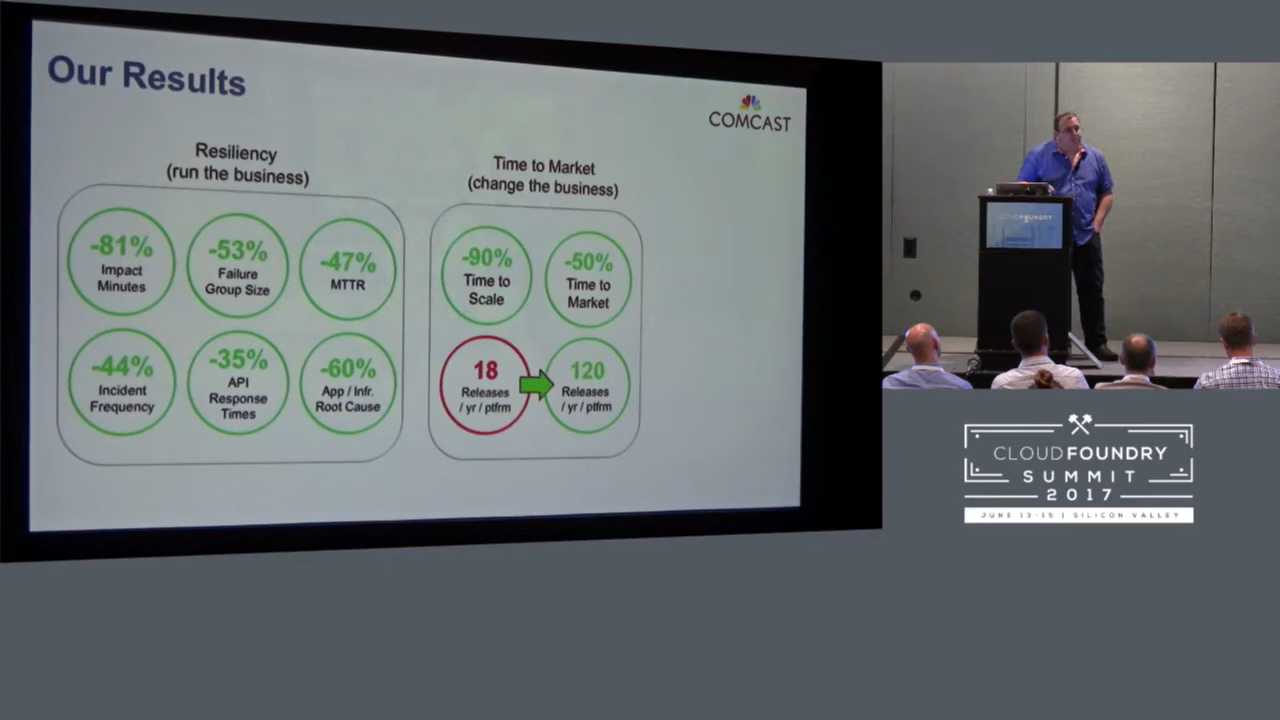 Our Results
COMCAST
Resiliency
(run the business)
-81%
Impact
Minutes
-53%
Failure
Group Size
-47%
MTTR
-44%
Incident
Frequency
-35%
API
Response
Times
-60%
App / Infr.
Root Cause
Time to Market
(change the business)
-90%
Time to
Scale
-50%
Time to
Market
18
Releases
/ yr / ptfrm
120
Releases
/ yr / ptfrm
CLOUD FOUNDRY
CLOUD FOUNDRY
SUMMIT
2017
JUNE 13-15 | SILICON VALLEY